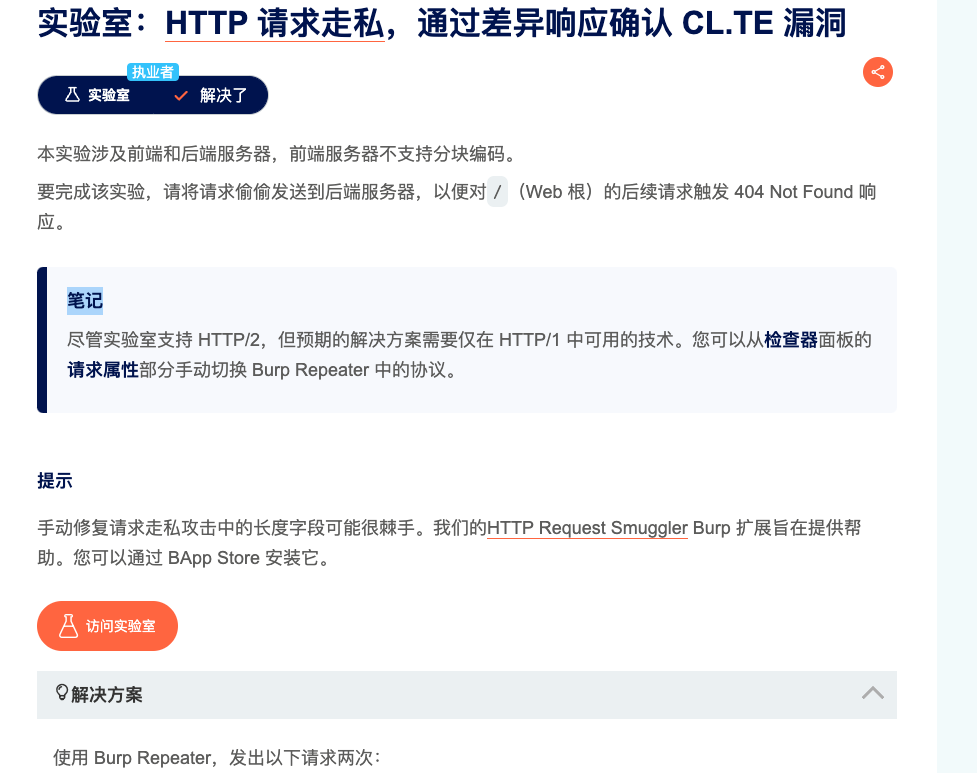 实验室：HTTP 请求走私，通过差异响应确认 CL.TE 漏洞
执业者
实验室 解决了
本实验涉及前端和后端服务器，前端服务器不支持分块编码。
要完成该实验，请将请求偷偷发送到后端服务器，以便对 / （Web 根）的后续请求触发 404 Not Found 响
应。
笔记
尽管实验室支持 HTTP/2，但预期的解决方案需要仅在 HTTP/1 中可用的技术。您可以从检查器面板的
请求属性部分手动切换 Burp Repeater 中的协议。
提示
手动修复请求走私攻击中的长度字段可能很棘手。我们的HTTP Request Smuggler Burp 扩展旨在提供帮
助。您可以通过 BApp Store 安装它。
访问实验室
解决方案
使用 Burp Repeater，发出以下请求两次：